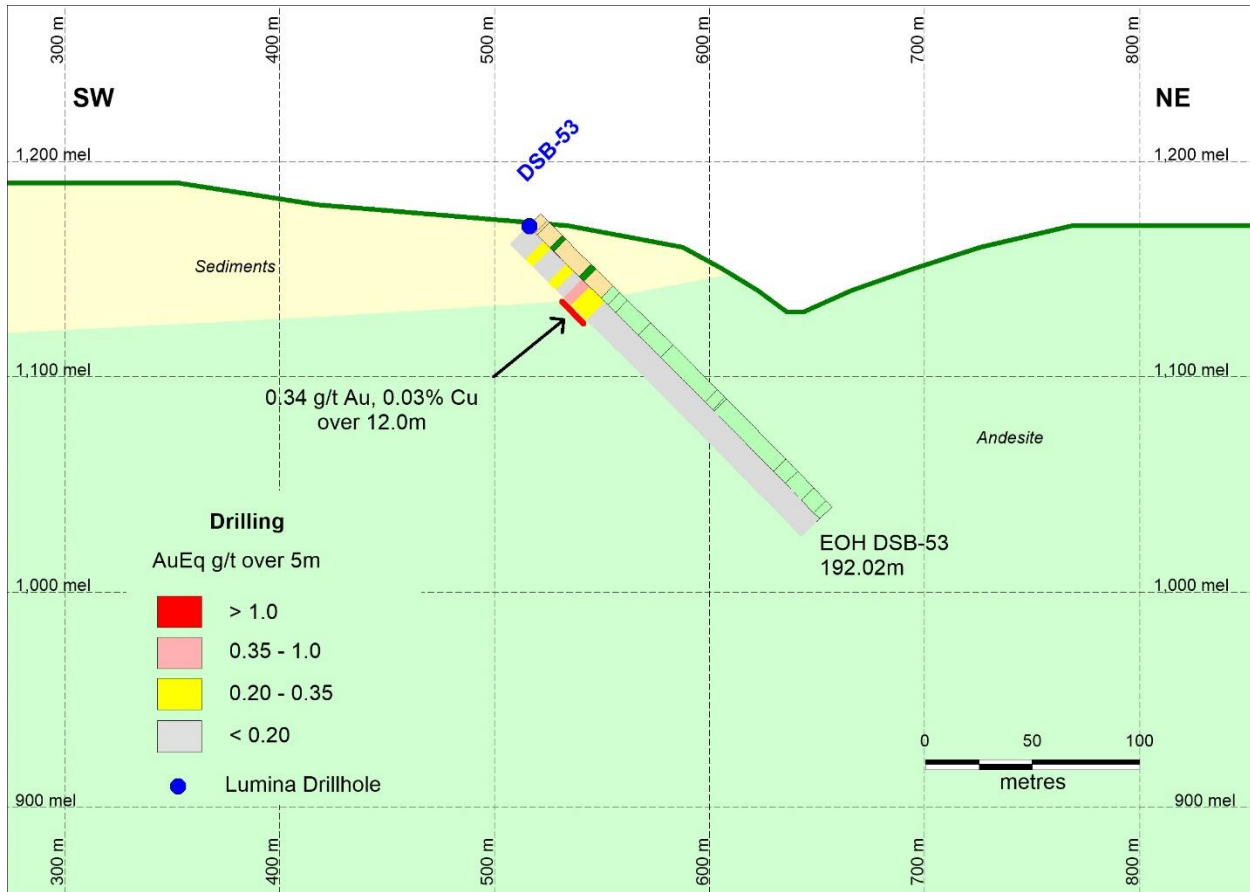 300 m
400 m
500 m
600 m
700 m
800 m
SW
NE
DSB-53
1,200 mel
1,200 mel
Sediments
1,100 mel
1,100 mel
0.34 g/t Au, 0.03% Cu
over 12.0m
Andesite
EOH DSB-53
192.02m
Drilling
AuEq g/t over 5m
1,000 mel
1,000 mel
> 1.0
0.35 - 1.0
0.20 - 0.35
< 0.20
Lumina Drillhole
0
50
100
metres
900 mel
900 mel
300 m
400 m
500 m
600 m
700 m
800 m